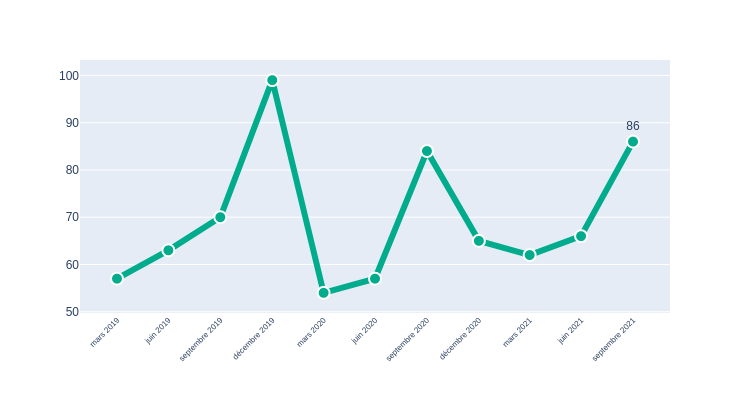 100
90
80
70
60
50
86
mars 2019
juin 2019
septembre 2019
décembre 2019
mars 2020
juin 2020
septembre 2020
décembre 2020
mars 2021
juin 2021
septembre 2021